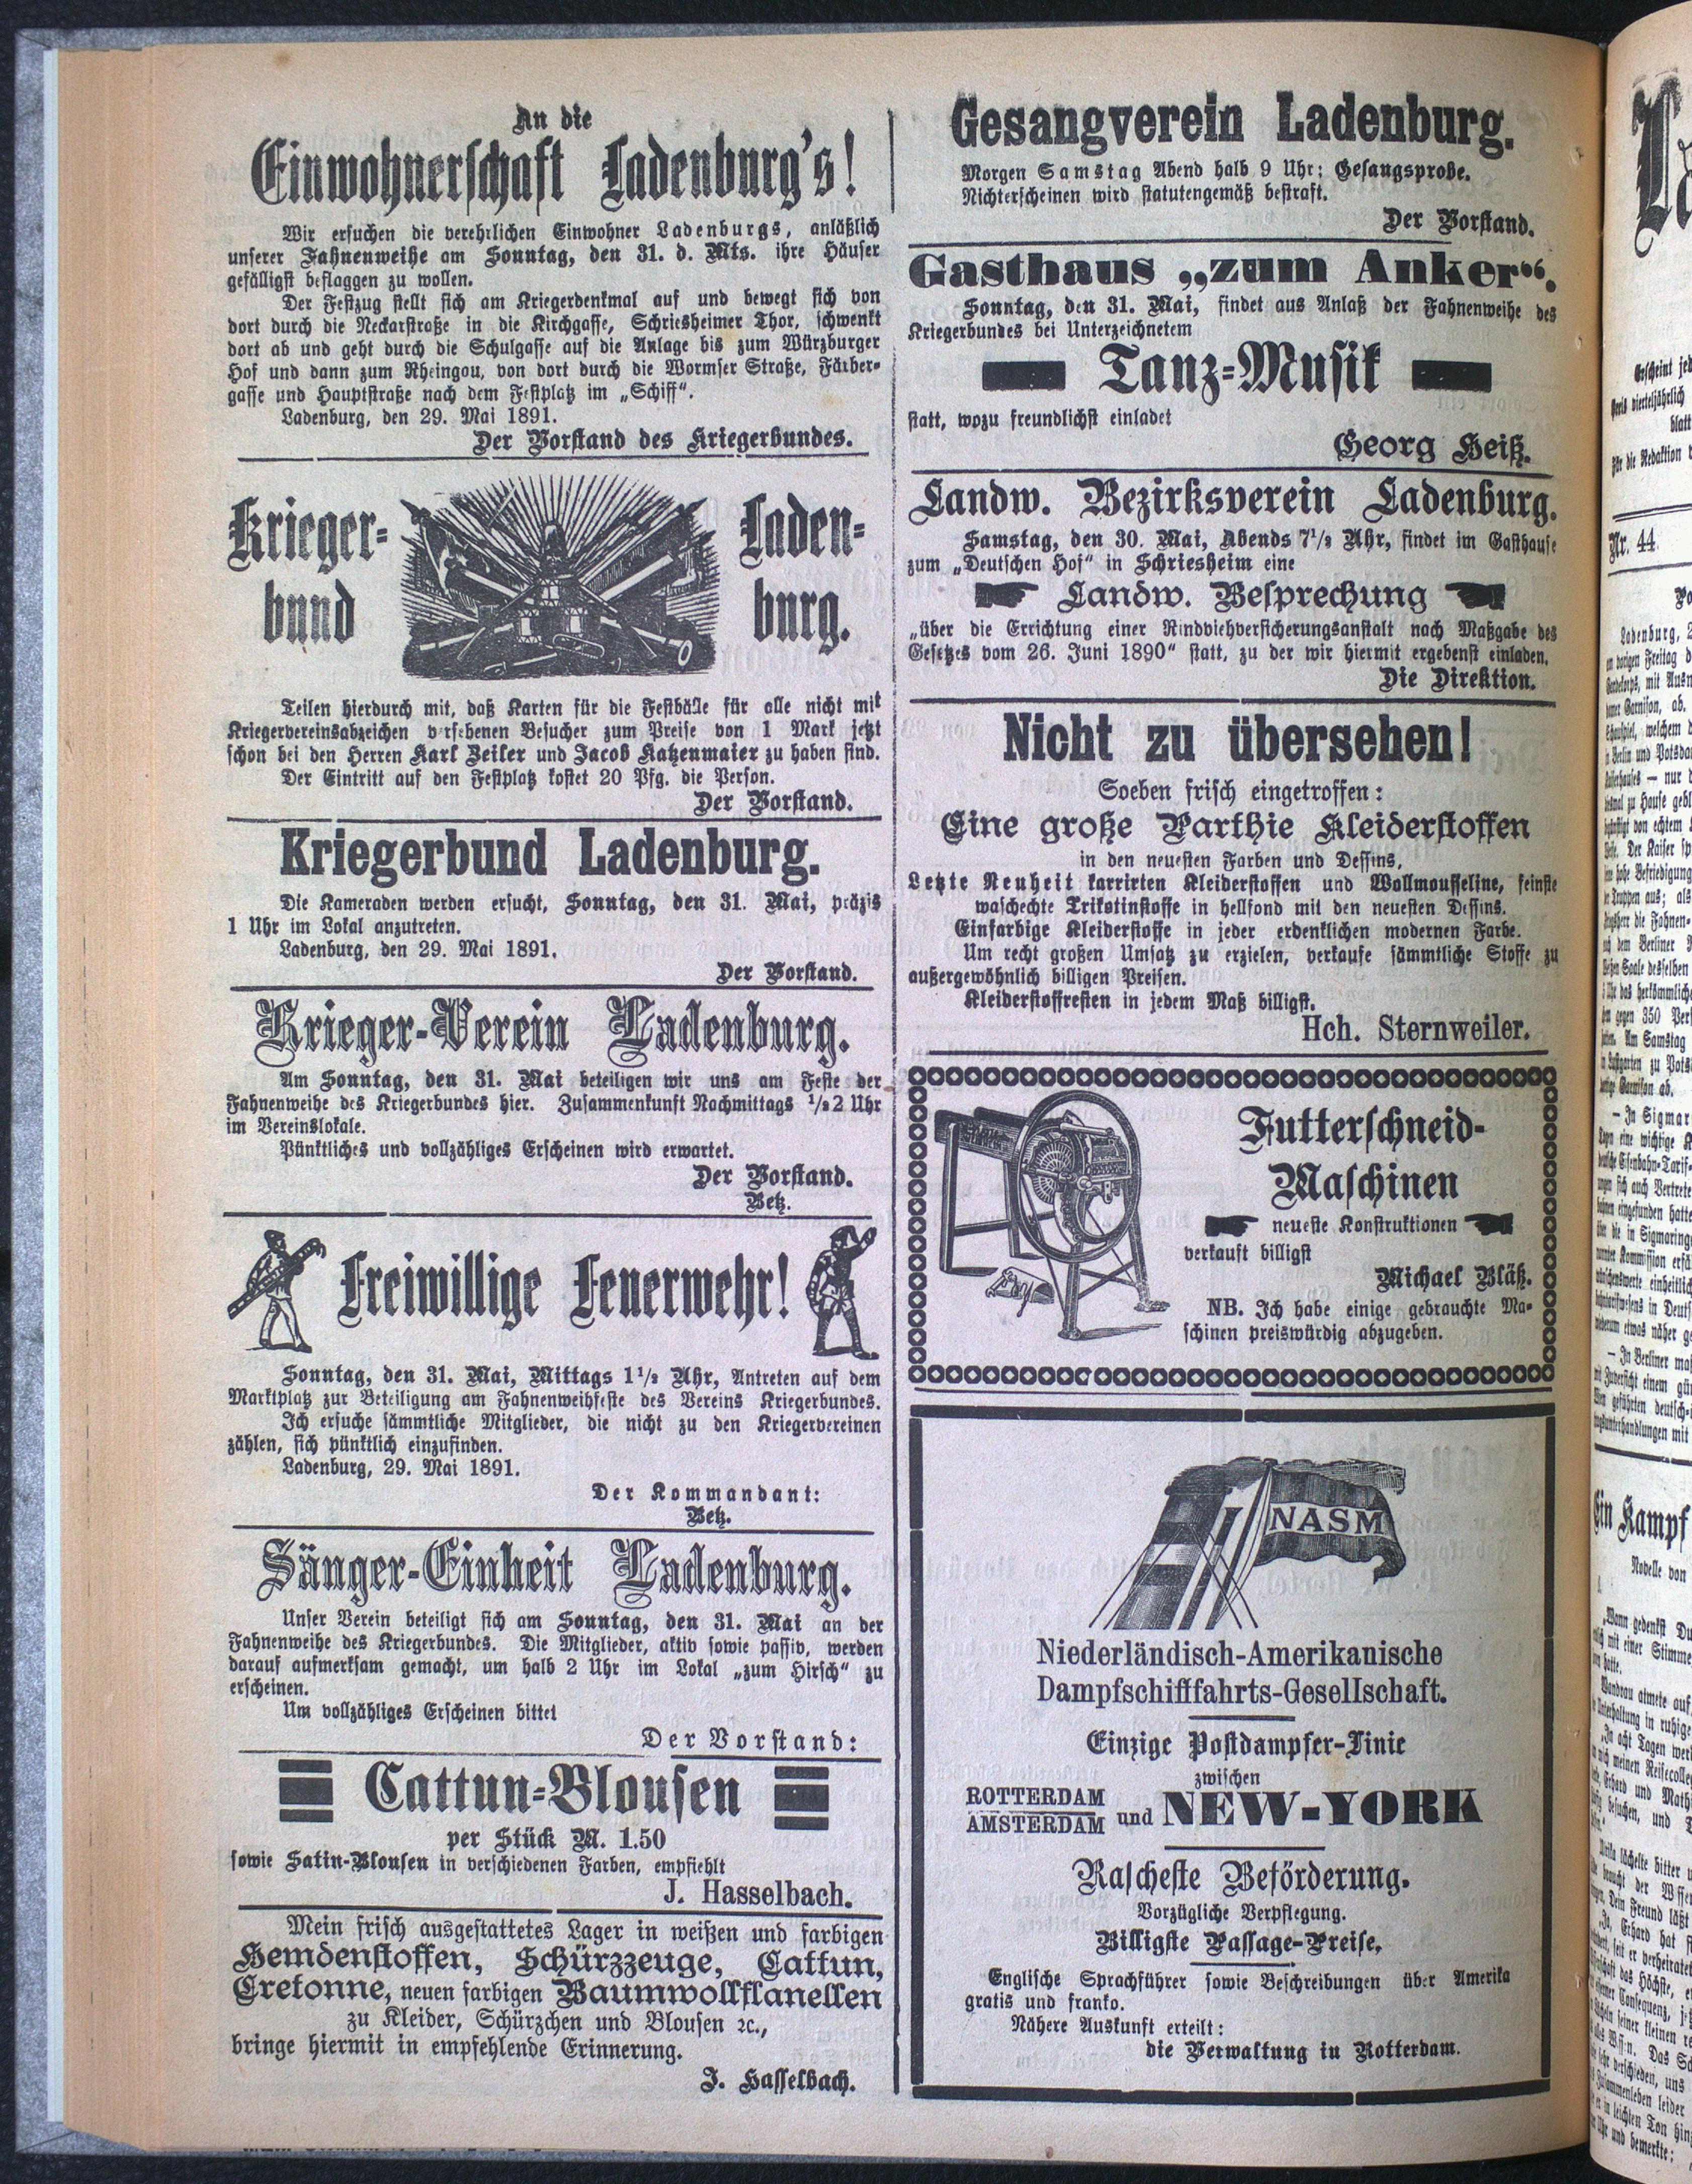 An die
Einwohnerschaft Ladenburg's!
Wir ersuchen die verehrlichen Einwohner Ladenburgs, anläßlich
unserer Fahnenweihe am Sonntag, den 31. d. Mts. ihre Häuser
gefälligst beflaggen zu wollen.
Der Festzug stellt sich am Kriegerdenkmal auf und bewegt sich von
dort durch die Neckarstraße in die Kirchgasse, Schriesheimer Thor, schwenkt
dort ab und geht durch die Schulgasse auf die Anlage bis zum Würzburger
Hof und dann zum Rheingau, von dort durch die Wormser Straße, Färber-
gasse und Hauptstraße nach dem Festplatz im „Schiff“.
Ladenburg, den 29. Mai 1891.
Der Vorstand des Kriegerbundes.
Krieger- Laden-
bund burg.
Teilen hierdurch mit, daß Karten für die Festbälle für alle nicht mit
Kriegervereinsabzeichen versehenen Besucher zum Preise von 1 Mark jetzt
schon bei den Herren Karl Zeiler und Jacob Katzenmaier zu haben sind.
Der Eintritt auf den Festplatz kostet 20 Pfg. die Person.
Der Vorstand.
Kriegerbund Ladenburg.
Die Kameraden werden ersucht, Sonntag, den 31. Mai, präzis
1 Uhr im Lokal anzutreten.
Ladenburg, den 29. Mai 1891.
Der Vorstand.
Krieger-Verein Ladenburg.
Am Sonntag, den 31. Mai beteiligen wir uns am Feste der
Fahnenweihe des Kriegerbundes hier. Zusammenkunft Nachmittags ½2 Uhr
im Vereinslokale.
Pünktliches und vollzähliges Erscheinen wird erwartet.
Der Vorstand.
Betz.
Freiwillige Feuerwehr!
Sonntag, den 31. Mai, Mittags 1½ Uhr, Antreten auf dem
Marktplatz zur Beteiligung am Fahnenweihfeste des Vereins Kriegerbundes.
Ich ersuche sämmtliche Mitglieder, die nicht zu den Kriegervereinen
zählen, sich pünktlich einzufinden.
Ladenburg, 29. Mai 1891.
Der Kommandant:
Betz.
Sänger-Einheit Ladenburg.
Unser Verein beteiligt sich am Sonntag, den 31. Mai an der
Fahnenweihe des Kriegerbundes. Die Mitglieder, aktiv sowie passiv, werden
darauf aufmerksam gemacht, um halb 2 Uhr im Lokal „zum Hirsch“ zu
erscheinen.
Um vollzähliges Erscheinen bittet
Der Vorstand:
Cattun-Blousen
per Stück M. 1.50
sowie Satin-Blousen in verschiedenen Farben, empfiehlt
J. Hasselbach.
Mein frisch ausgestattetes Lager in weißen und farbigen
Hemdenstoffen, Schürzzeuge, Cattun,
Cretonne, neuen farbigen Baumwollflanellen
zu Kleider, Schürzchen und Blousen ꝛc.,
bringe hiermit in empfehlende Erinnerung.
J. Hasselbach.
Gesangverein Ladenburg.
Morgen Samstag Abend halb 9 Uhr: Gesangsprobe.
Nichterscheinen wird statutengemäß bestraft.
Der Vorstand.
Gasthaus „zum Anker“.
Sonntag, den 31. Mai, findet aus Anlaß der Fahnenweihe des
Kriegerbundes bei Unterzeichnetem
Tanz-Musik
statt, wozu freundlichst einladet
Georg Heiß.
Landw. Bezirksverein Ladenburg.
Samstag, den 30. Mai, Abends 7½ Uhr, findet im Gasthause
zum „Deutschen Hof“ in Schriesheim eine
Landw. Besprechung
„über die Errichtung einer Rindviehversicherungsanstalt nach Maßgabe des
Gesetzes vom 26. Juni 1890“ statt, zu der wir hiermit ergebenst einladen.
Die Direktion.
Nicht zu übersehen!
Soeben frisch eingetroffen:
Eine große Parthie Kleiderstoffen
in den neuesten Farben und Dessins.
Letzte Neuheit karrirten Kleiderstoffen und Wollmousseline, feinste
waschechte Trikotinstoffe in hellfond mit den neuesten Dessins.
Einfarbige Kleiderstoffe in jeder erdenklichen modernen Farbe.
Um recht großen Umsatz zu erzielen, verkaufe sämmtliche Stoffe zu
außergewöhnlich billigen Preisen.
Kleiderstoffresten in jedem Maß billigst.
Hch. Sternweiler.
Futterschneid-
Maschinen
neueste Konstruktionen
verkauft billigst
Michael Bläß.
NB. Ich habe einige gebrauchte Ma-
schinen preiswürdig abzugeben.
NASM
Niederländisch-Amerikanische
Dampfschifffahrts-Gesellschaft.
Einzige Postdampfer-Linie
zwischen
ROTTERDAM
AMSTERDAM und NEW-YORK
Rascheste Beförderung.
Vorzügliche Verpflegung.
Billigste Passage-Preise.
Englische Sprachführer sowie Beschreibungen über Amerika
gratis und franko.
Nähere Auskunft erteilt:
die Verwaltung in Rotterdam.
Erscheint
Nr. 44
Ladenburg,
Ein Kampf
Novelle von